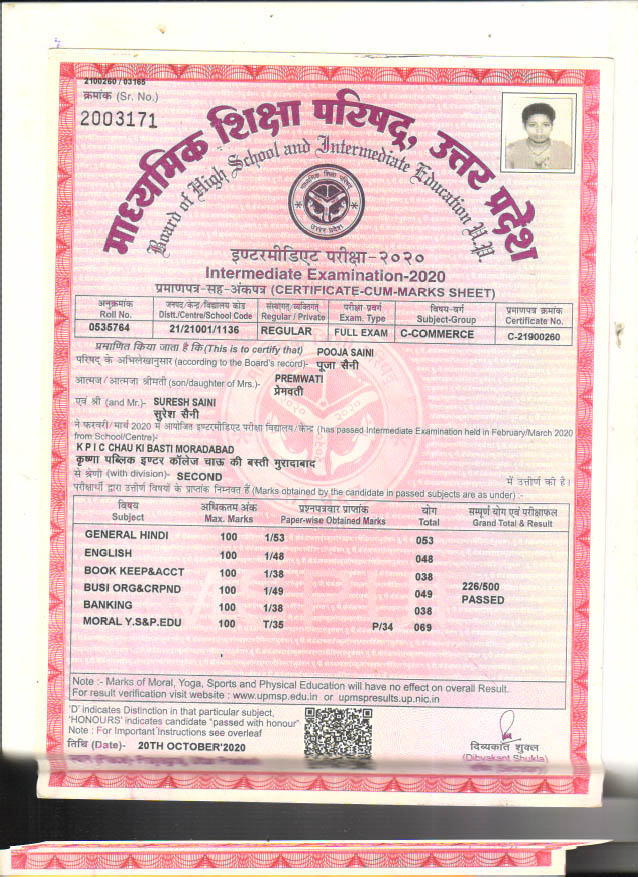 2100260 / 03165
क्रमांक (Sr. No.)
2003171
माध्यमिक शिक्षा परिषद्, उत्तर प्रदेश
Board of High School and Intermediate Education U.P.
इण्टरमीडिएट परीक्षा-२०२०
Intermediate Examination-2020
प्रमाणपत्र-सह-अंकपत्र (CERTIFICATE-CUM-MARKS SHEET)
अनुक्रमांक जनपद/केन्द्र/विद्यालय कोड संस्थागत/व्यक्तिगत परीक्षा प्रवर्ग विषय-वर्ग प्रमाणपत्र क्रमांक
Roll No. Distt./Centre/School Code Regular / Private Exam. Type Subject-Group Certificate No.
0535764 21/21001/1136 REGULAR FULL EXAM C-COMMERCE C-21900260
प्रमाणित किया जाता है कि (This is to certify that) POOJA SAINI
परिषद के अभिलेखानुसार (according to the Board's record)- पूजा सैनी
आत्मज/आत्मजा श्रीमती (son/daughter of Mrs.)- PREMWATI
प्रेमवती
एवं श्री (and Mr.)- SURESH SAINI
सुरेश सैनी
ने फरवरी/मार्च 2020 में आयोजित इण्टरमीडिएट परीक्षा विद्यालय/केन्द्र (has passed Intermediate Examination held in February/March 2020
from School/Centre)-
K P I C CHAU KI BASTI MORADABAD
कृष्णा पब्लिक इण्टर कॉलेज चाऊ की बस्ती मुरादाबाद
से श्रेणी (with division)- SECOND में उत्तीर्ण की है।
परीक्षार्थी द्वारा उत्तीर्ण विषयों के प्राप्तांक निम्नवत हैं (Marks obtained by the candidate in passed subjects are as under) :-
विषय अधिकतम अंक प्रश्नपत्रवार प्राप्तांक योग सम्पूर्ण योग एवं परीक्षाफल
Subject Max. Marks Paper-wise Obtained Marks Total Grand Total & Result
GENERAL HINDI 100 1/53 053
ENGLISH 100 1/48 048
BOOK KEEP&ACCT 100 1/38 038
BUSI ORG&CRPND 100 1/49 049 226/500
BANKING 100 1/38 038 PASSED
MORAL Y.S&P.EDU 100 T/35 P/34 069
Note :- Marks of Moral, Yoga, Sports and Physical Education will have no effect on overall Result.
For result verification visit website : www.upmsp.edu.in or upmspresults.up.nic.in
'D' indicates Distinction in that particular subject,
'HONOURS' indicates candidate "passed with honour"
Note : For Important Instructions see overleaf
तिथि (Date)- 20TH OCTOBER'2020
दिव्यकांत शुक्ल
(Dibyakant Shukla)